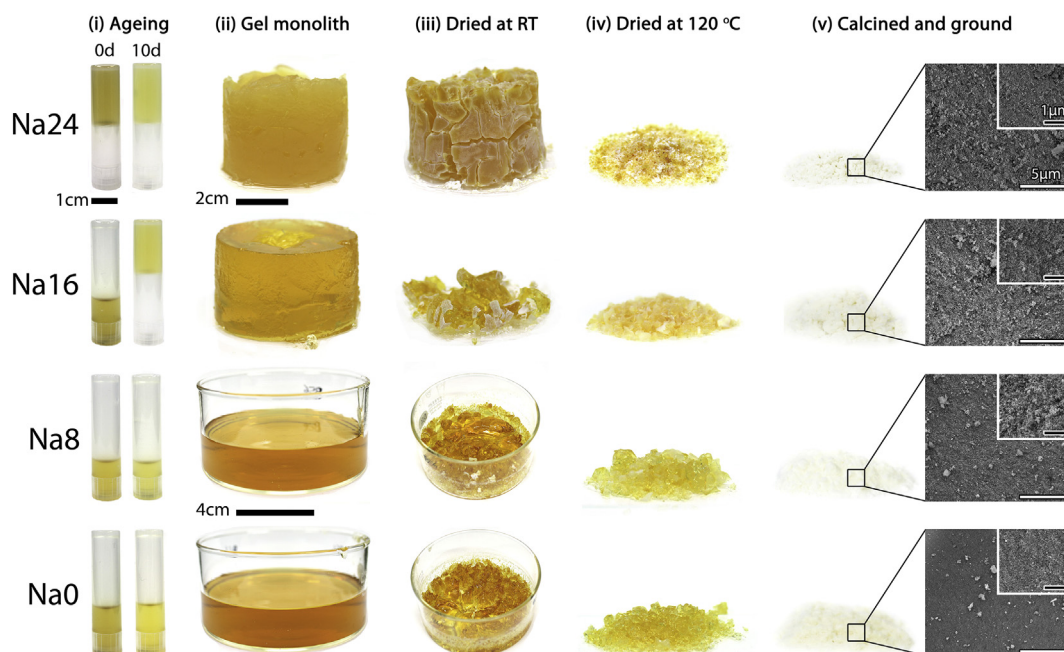 (i) Ageing (ii) Gel monolith (iii) Dried at RT (iv) Dried at 120 ºC (v) Calcined and ground
0d 10d
Na24
1µm
5µm
1cm 2cm
Na16
Na8
4cm
Na0